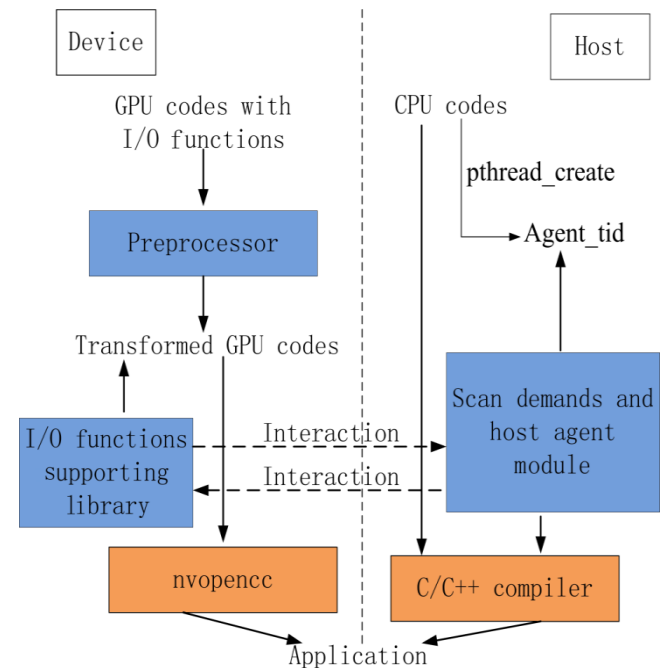 Device
Host
GPU codes with
I/O functions
CPU codes
pthread_create
Agent_tid
Preprocessor
Transformed GPU codes
I/O functions
supporting
library
Interaction
Interaction
Scan demands and
host agent
module
nvopencc
C/C++ compiler
Application